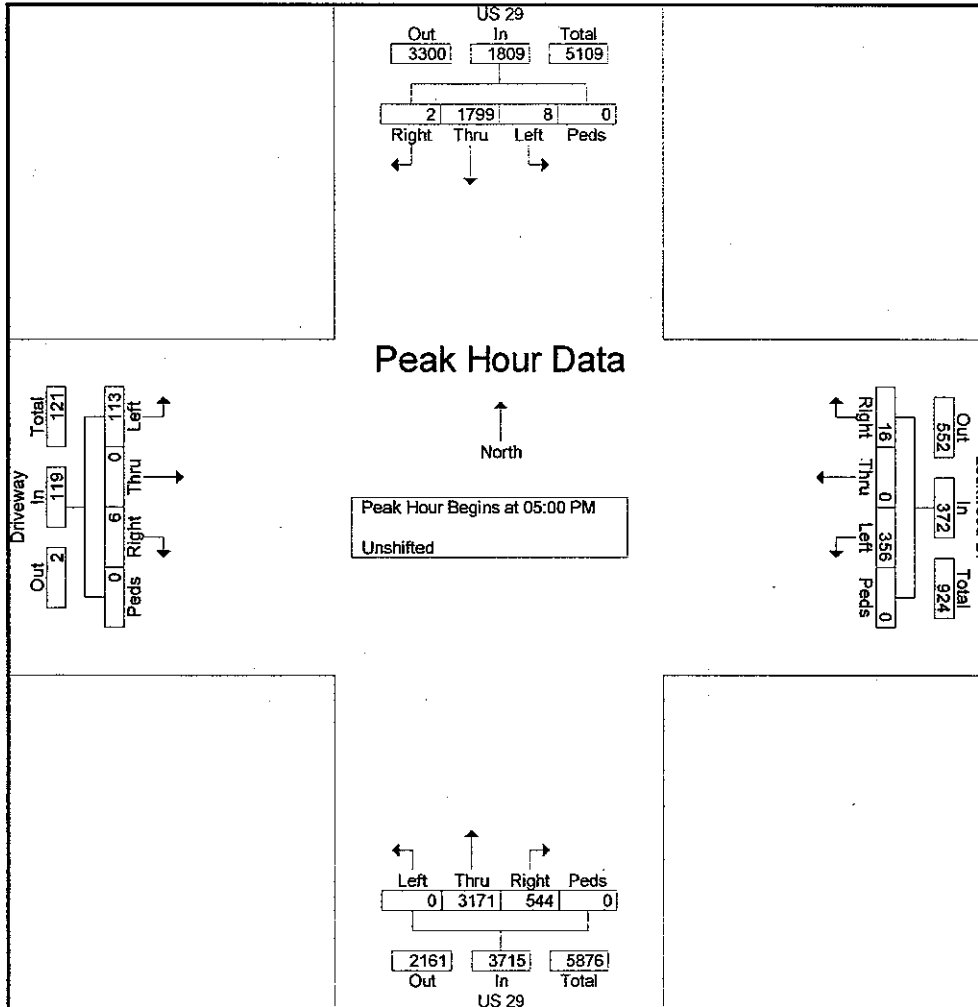 US 29
Out In Total
3300 1809 5109
2 1799 8 0
Right Thru Left Peds
Peak Hour Data
North
Peak Hour Begins at 05:00 PM
Unshifted
Driveway
Out In Total
2 119 121
113 0 6 0
Left Thru Right Peds
Out In Total
552 372 924
16 0 356 0
Right Thru Left Peds
Left Thru Right Peds
0 3171 544 0
2161 3715 5876
Out In Total
US 29